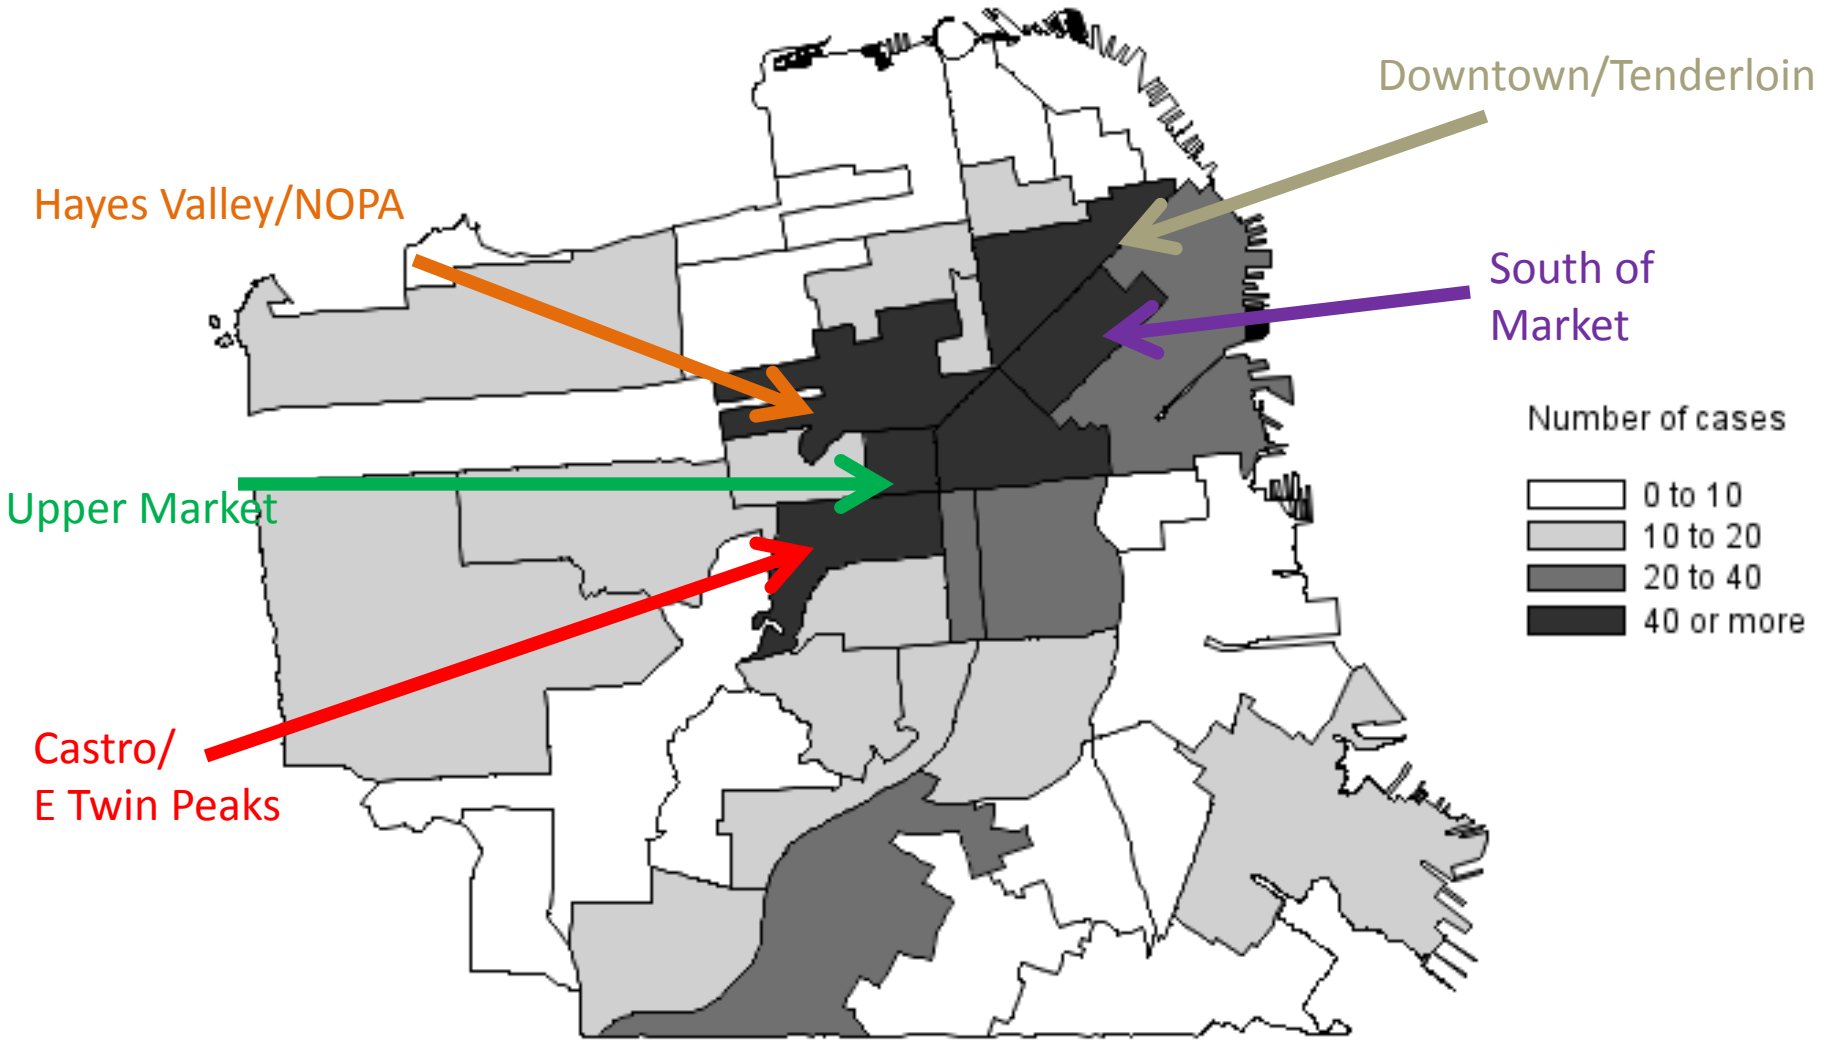 Downtown/Tenderloin
Hayes Valley/NOPA
South of
Market
Number of cases
0 to 10
10 to 20
20 to 40
40 or more
Upper Market
Castro/
E Twin Peaks